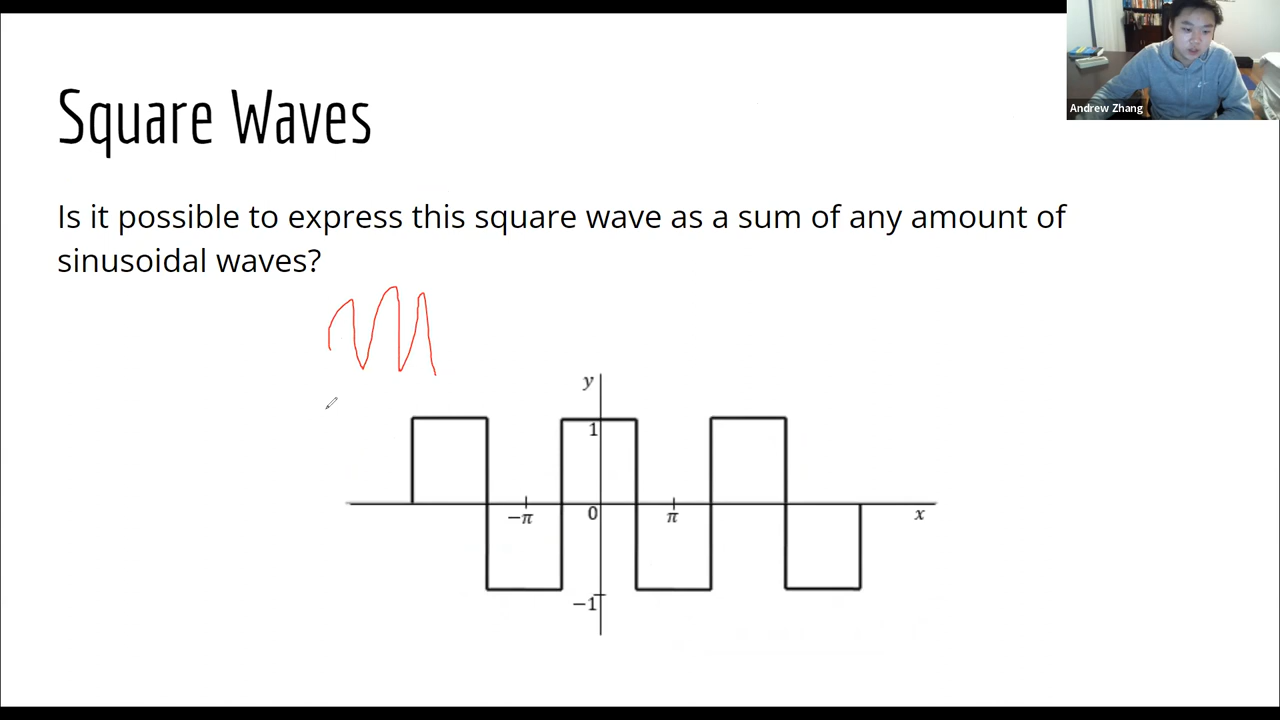 Andrew Zhang
Square Waves
Is it possible to express this square wave as a sum of any amount of
sinusoidal waves?
y
1
−π
0
π
x
−1